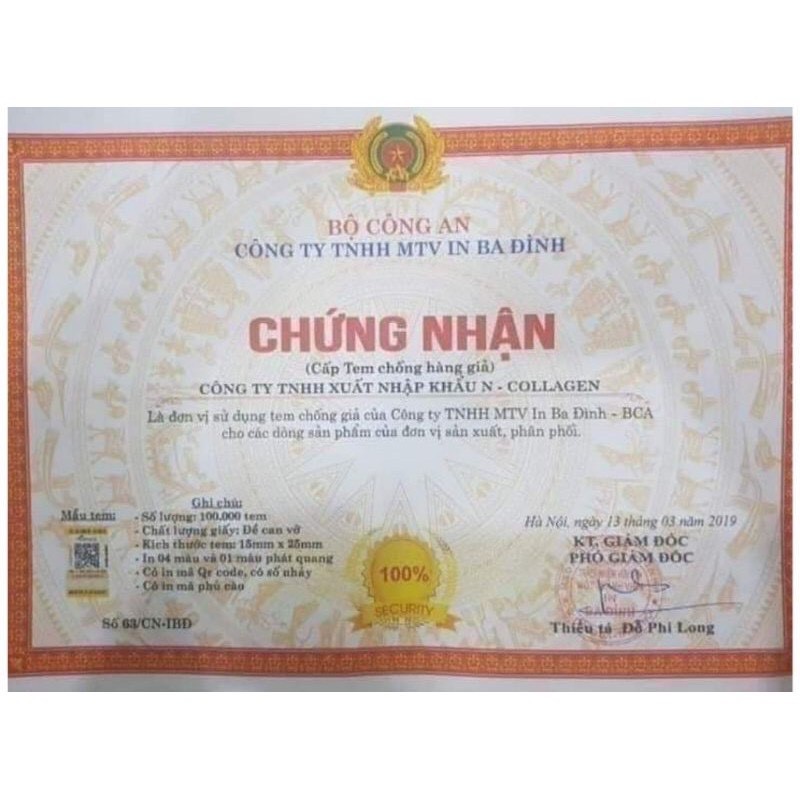 BỘ CÔNG AN
CÔNG TY TNHH MTV IN BA ĐÌNH
CHỨNG NHẬN
(Cấp Tem chống hàng giả)
CÔNG TY TNHH XUẤT NHẬP KHẨU N - COLLAGEN
Là đơn vị sử dụng tem chống giả của Công ty TNHH MTV In Ba Đình - BCA
cho các dòng sản phẩm của đơn vị sản xuất, phân phối.
Mẫu tem:
Ghi chú:
- Số lượng: 100.000 tem
- Chất lượng giấy: Đề can vỡ
- Kích thước tem: 15mm x 25mm
- In 04 màu và 01 màu phát quang
- Có in mã Qr code, có số nhảy
- Có in mã phủ cào
Số 63/CN-IBĐ
100%
SECURITY
Hà Nội, ngày 13 tháng 03 năm 2019
KT. GIÁM ĐỐC
PHÓ GIÁM ĐỐC
IN
BA ĐÌNH
Thiếu tá Đỗ Phi Long